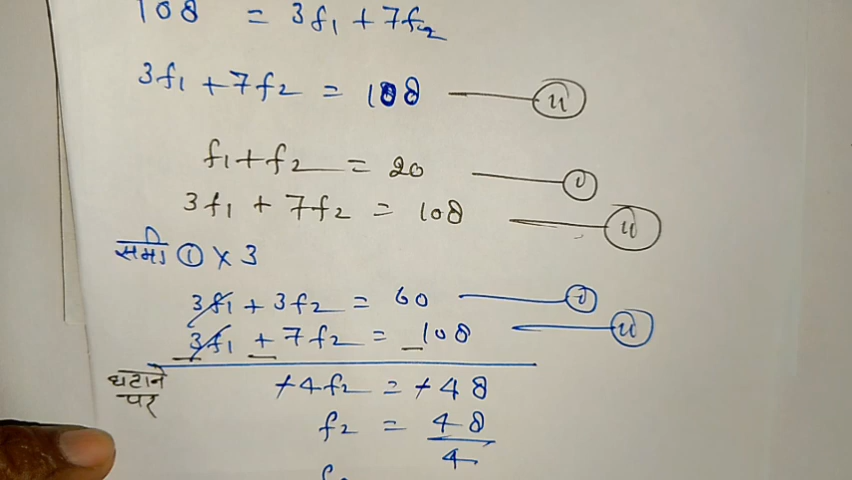 108 = 3f₁ + 7f₂
3f₁ + 7f₂ = 108 — (ii)
f₁ + f₂ = 20 — (i)
3f₁ + 7f₂ = 108 — (ii)
समी ① × 3
3f₁ + 3f₂ = 60 — (i)
3f₁ + 7f₂ = 108 — (ii)
− − −
घटाने पर
+4f₂ = +48
f₂ = 48/4